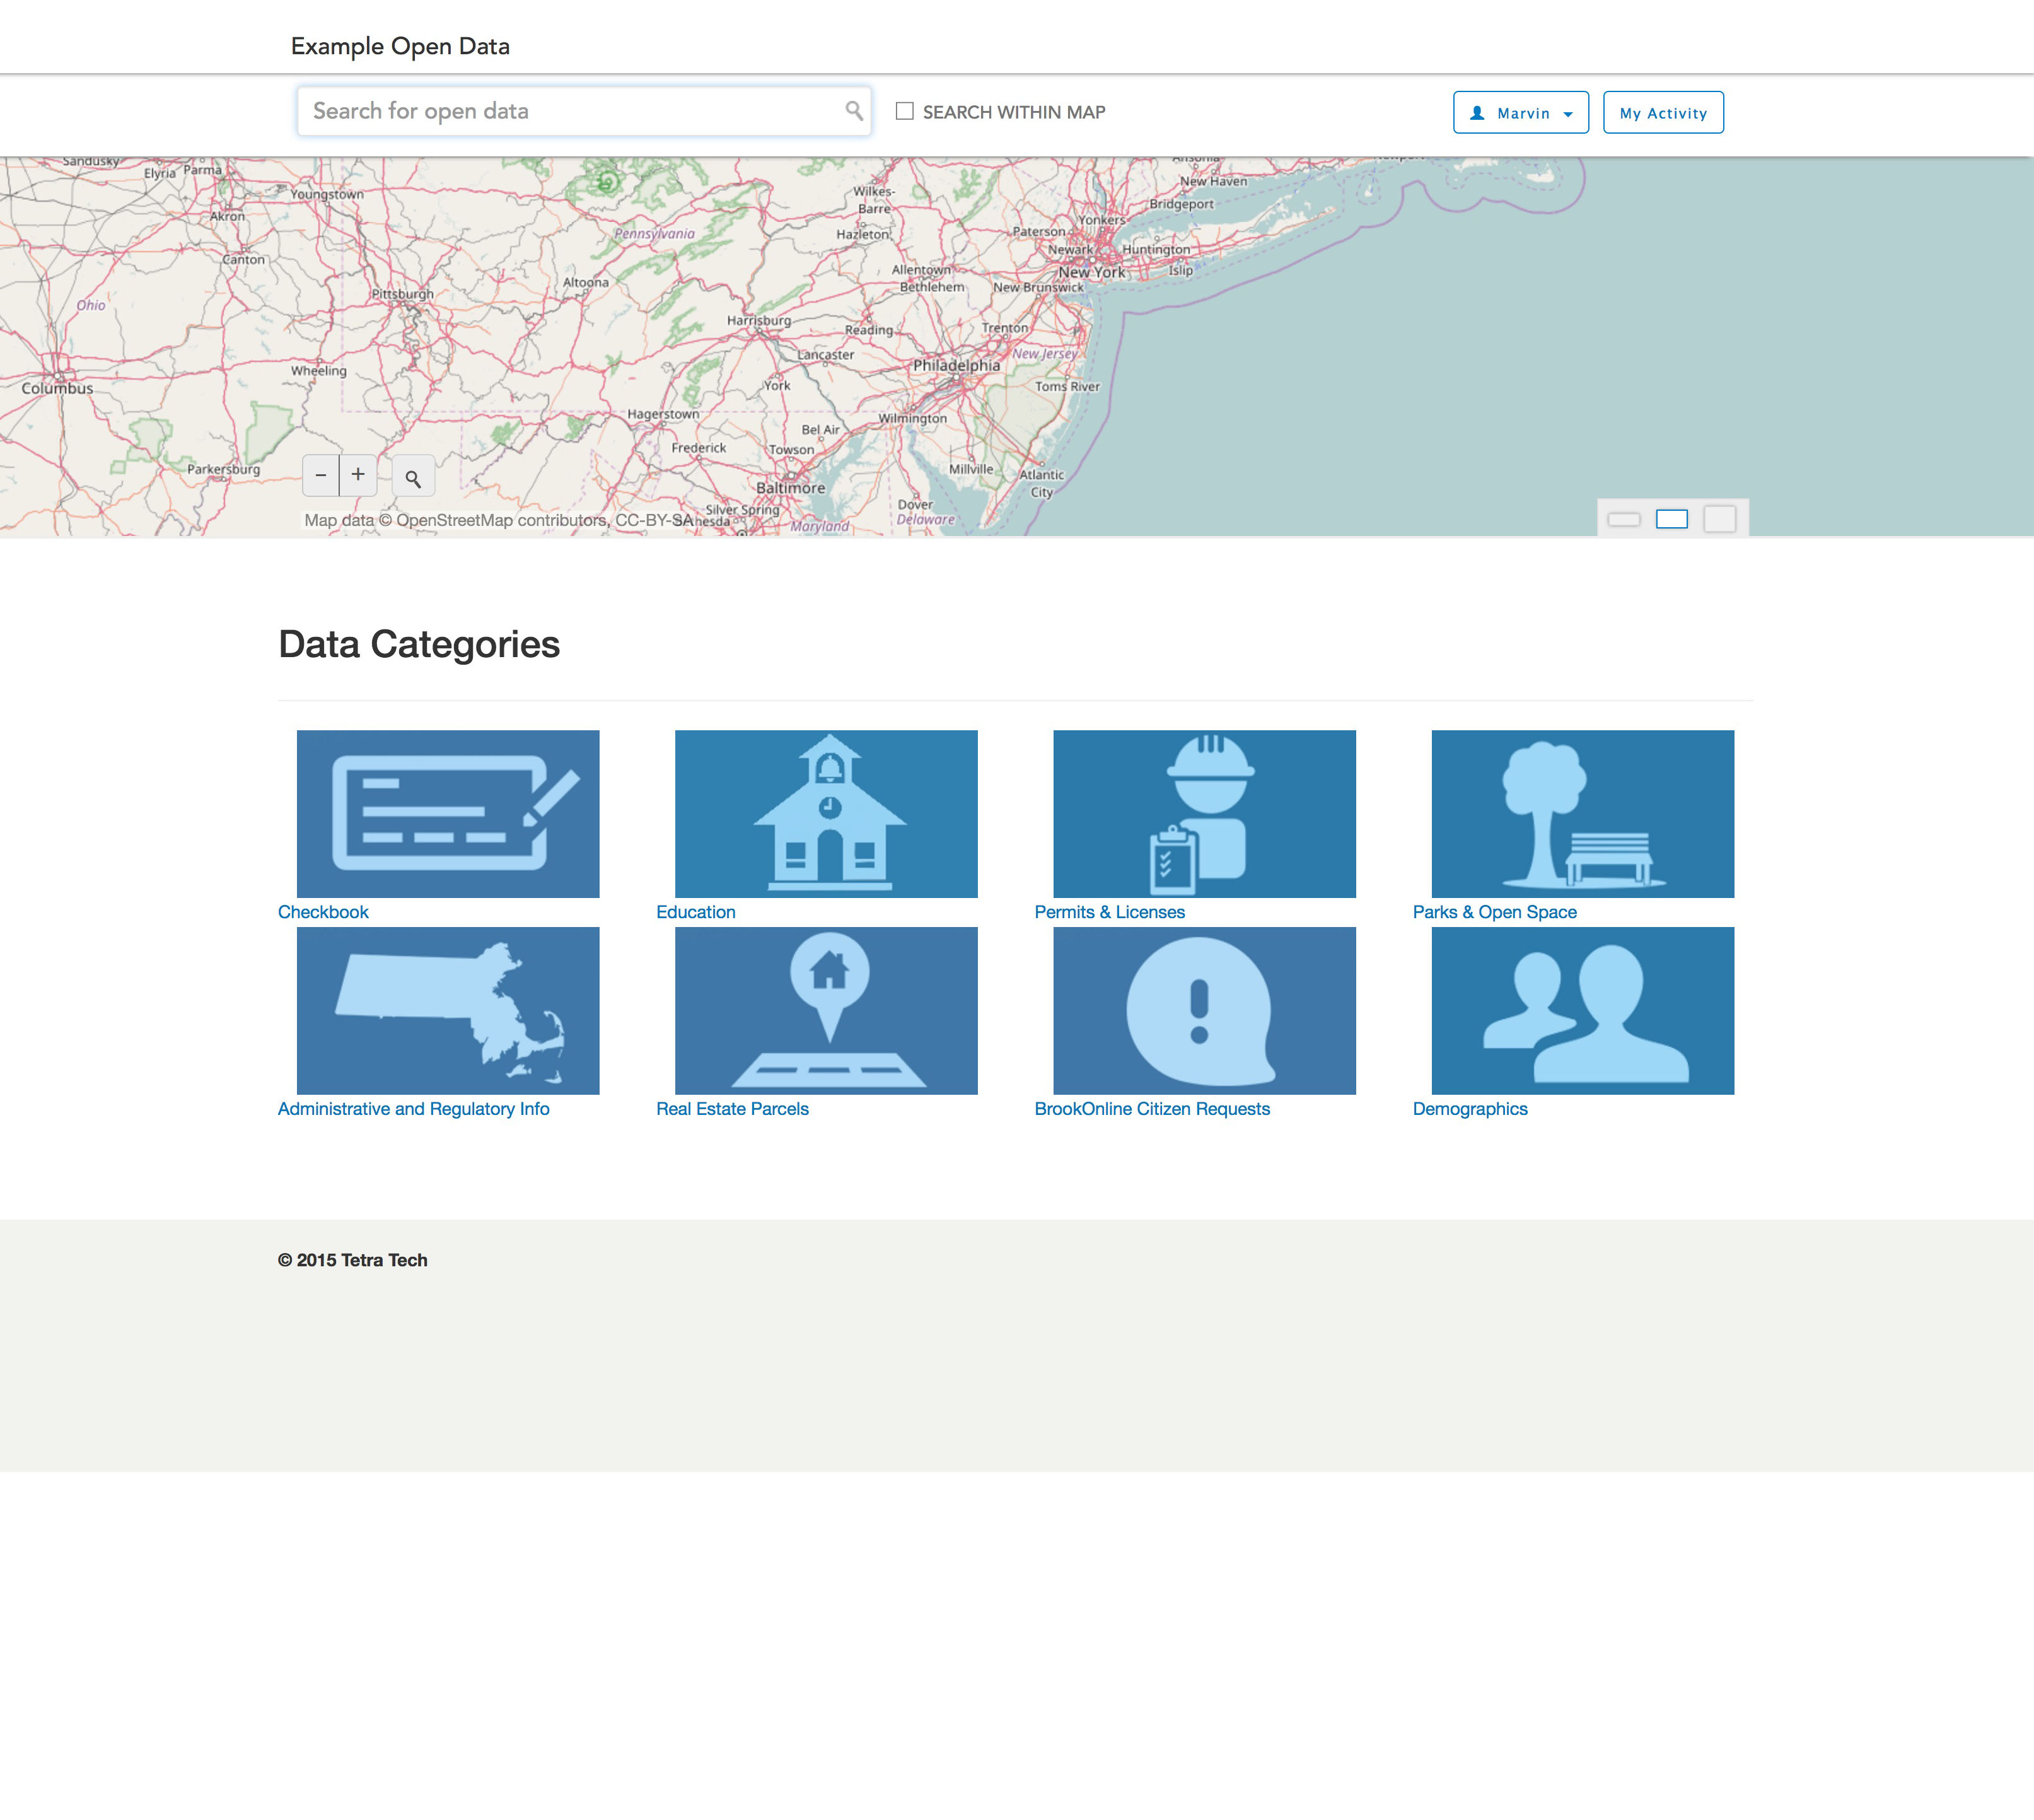 Example Open Data
Search for open data
SEARCH WITHIN MAP
Marvin
My Activity
Sandusky
Elyria
Parma
Youngstown
Akron
Canton
Pittsburgh
Ohio
Wheeling
Columbus
Parkersburg
Pennsylvania
Altoona
Wilkes-
Barre
Hazleton
Allentown
Bethlehem
Harrisburg
Reading
Lancaster
York
Hagerstown
Frederick
Bel Air
Towson
Baltimore
Silver Spring
Maryland
Ansonia
New Haven
Bridgeport
Yonkers
Paterson
Newark
Huntington
New York
Islip
New Brunswick
Trenton
New Jersey
Philadelphia
Toms River
Wilmington
Millville
Atlantic
City
Dover
Delaware
− +
Map data © OpenStreetMap contributors, CC-BY-SA
Data Categories
Checkbook
Education
Permits & Licenses
Parks & Open Space
Administrative and Regulatory Info
Real Estate Parcels
BrookOnline Citizen Requests
Demographics
© 2015 Tetra Tech